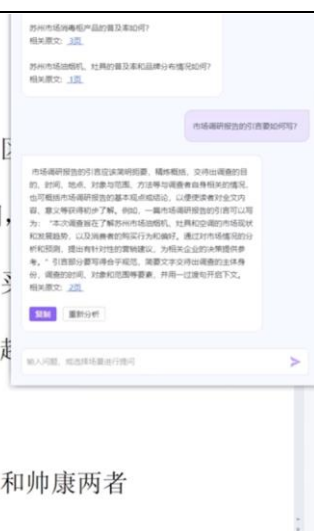 苏州市场消毒柜产品的普及率如何?
相关原文: 3页
苏州市场油烟机、灶具的普及率和品牌分布情况如何?
相关原文: 1页
市场调研报告的引言要如何写?
市场调研报告的引言应该简明扼要、精炼概括, 交待出调查的目
的、时间、地点、对象与范围、方法等与调查者自身相关的情况,
也可概括市场调研报告的基本观点或结论, 以便使读者对全文内
容、意义等获得初步了解。例如, 一篇市场调研报告的引言可以写
为: “本次调查旨在了解苏州市场油烟机、灶具和空调的市场现状
和发展趋势, 以及消费者的购买行为和偏好。通过对市场情况的分
析和预测, 提出有针对性的营销建议, 为相关企业的决策提供参
考。” 引言部分要写得合乎规范、简要文字交待出调查的主体身
份、调查的时间、对象和范围等要素, 并用一过渡句开启下文。
相关原文: 2页
复制 重新分析
输入问题, 或选择场景进行提问
和帅康两者